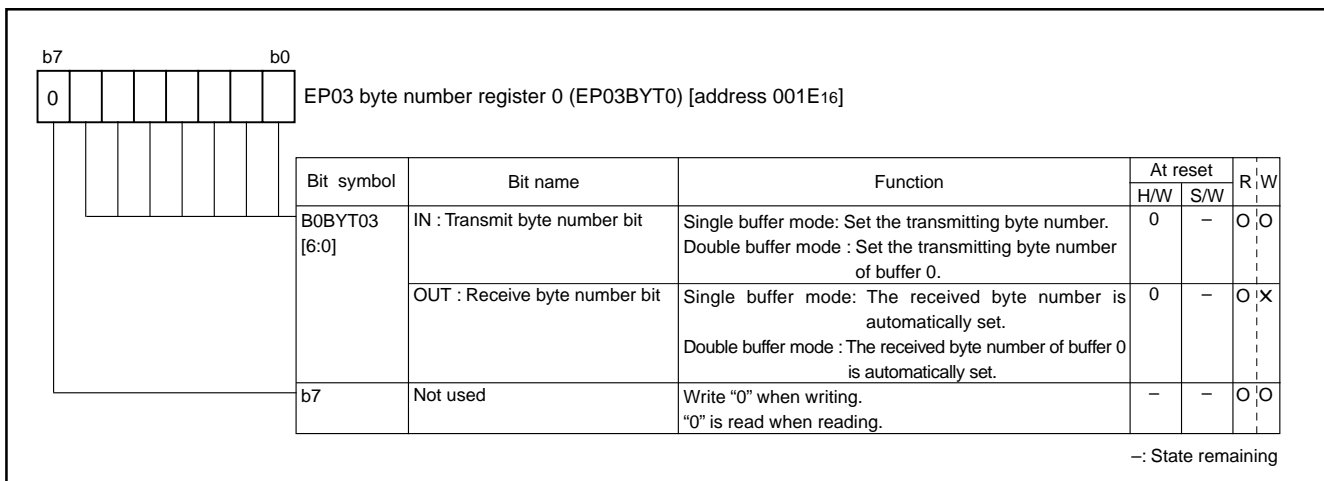 b7 b0
0
EP03 byte number register 0 (EP03BYT0) [address 001E16]
Bit symbol Bit name Function At reset R W
H/W S/W
B0BYT03 IN : Transmit byte number bit Single buffer mode: Set the transmitting byte number. 0 – O O
[6:0] Double buffer mode : Set the transmitting byte number
of buffer 0.
OUT : Receive byte number bit Single buffer mode: The received byte number is 0 – O ×
automatically set.
Double buffer mode : The received byte number of buffer 0
is automatically set.
b7 Not used Write “0” when writing. – – O O
“0” is read when reading.
–: State remaining